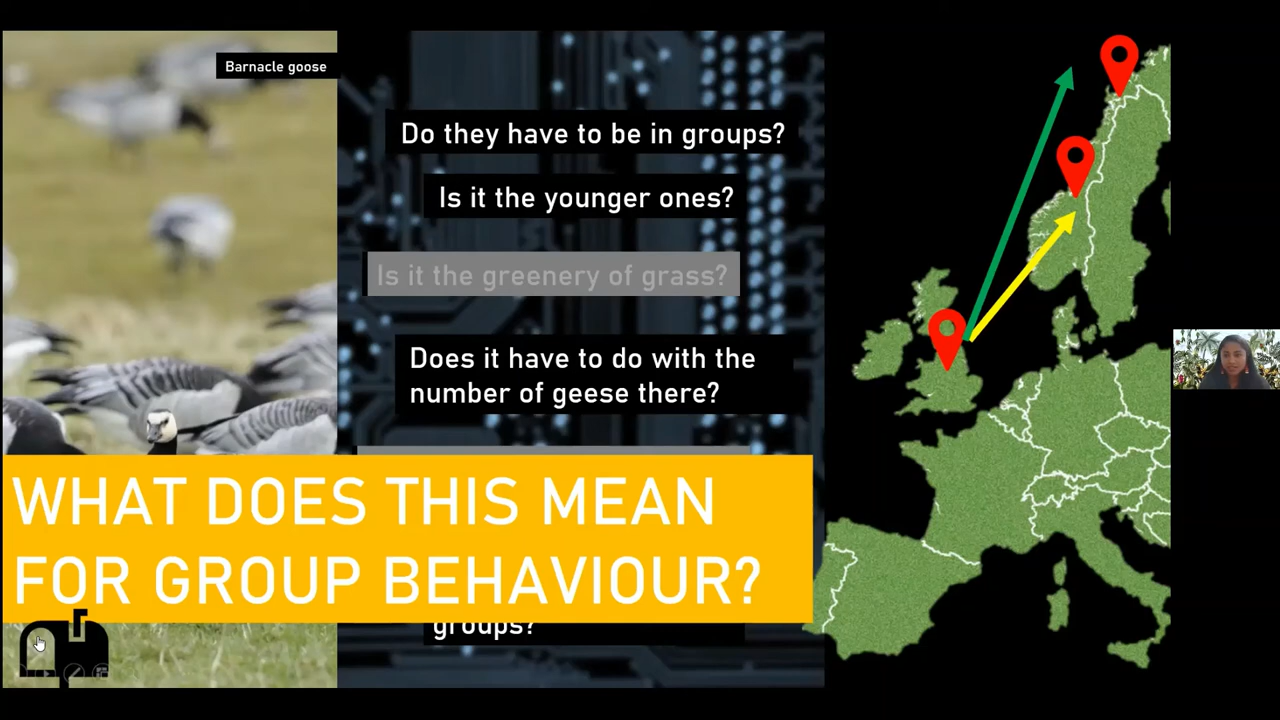 Barnacle goose
Do they have to be in groups?
Is it the younger ones?
Is it the greenery of grass?
Does it have to do with the
number of geese there?
WHAT DOES THIS MEAN
FOR GROUP BEHAVIOUR?
groups?